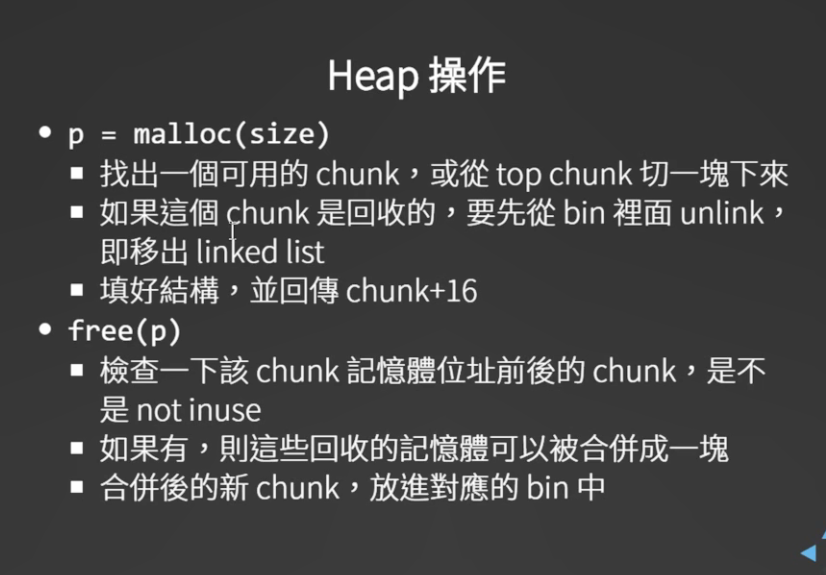 Heap 操作
• p = malloc(size)
▪ 找出一個可用的 chunk，或從 top chunk 切一塊下來
▪ 如果這個 chunk 是回收的，要先從 bin 裡面 unlink，
即移出 linked list
▪ 填好結構，並回傳 chunk+16
• free(p)
▪ 檢查一下該 chunk 記憶體位址前後的 chunk，是不
是 not inuse
▪ 如果有，則這些回收的記憶體可以被合併成一塊
▪ 合併後的新 chunk，放進對應的 bin 中